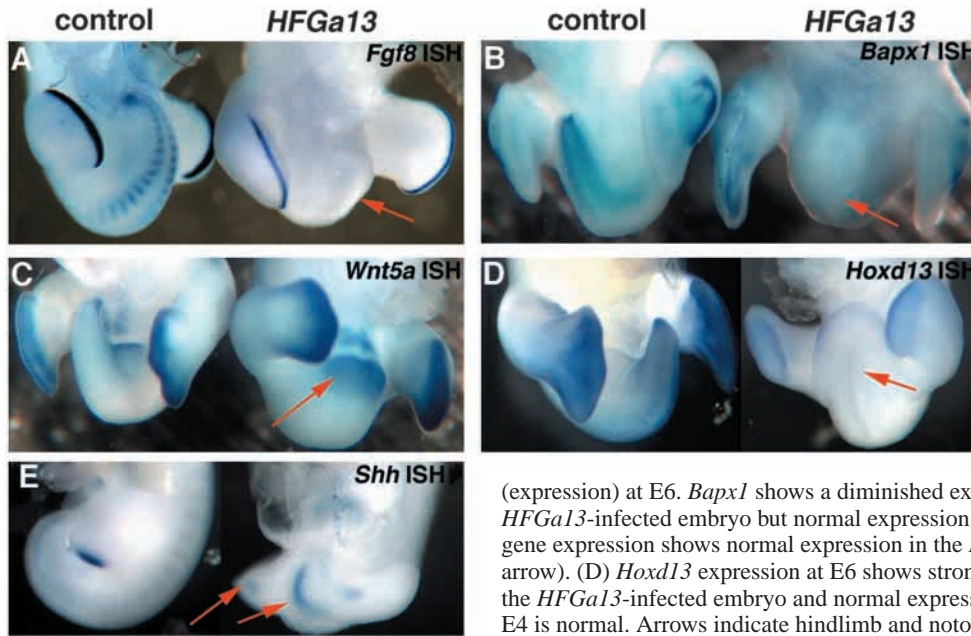 control HFGa13 control HFGa13
A Fgf8 ISH B Bapx1 ISH
C Wnt5a ISH D Hoxd13 ISH
E Shh ISH
(expression) at E6. Bapx1 shows a diminished ex
HFGa13-infected embryo but normal expression
gene expression shows normal expression in the
arrow). (D) Hoxd13 expression at E6 shows stron
the HFGa13-infected embryo and normal expres
E4 is normal. Arrows indicate hindlimb and noto